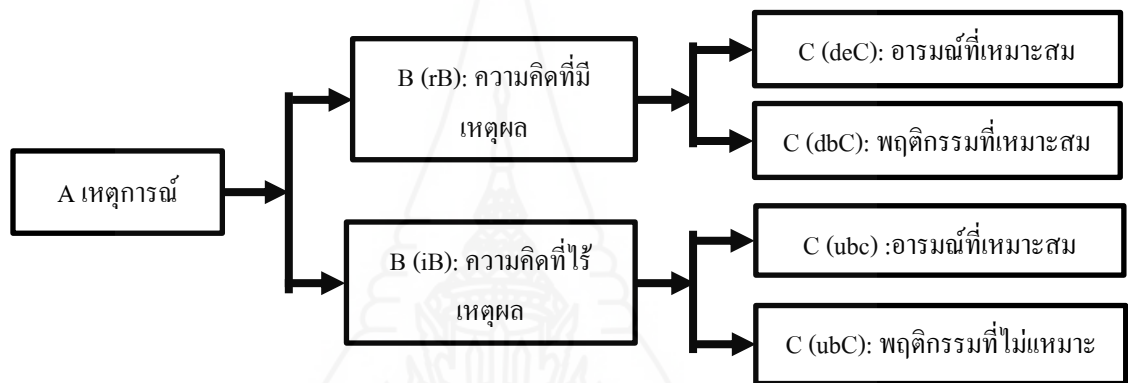 A เหตุการณ์
B (rB): ความคิดที่มี
เหตุผล
C (deC): อารมณ์ที่เหมาะสม
C (dbC): พฤติกรรมที่เหมาะสม
B (iB): ความคิดที่ไร้
เหตุผล
C (ubc) :อารมณ์ที่เหมาะสม
C (ubC): พฤติกรรมที่ไม่แหมาะ